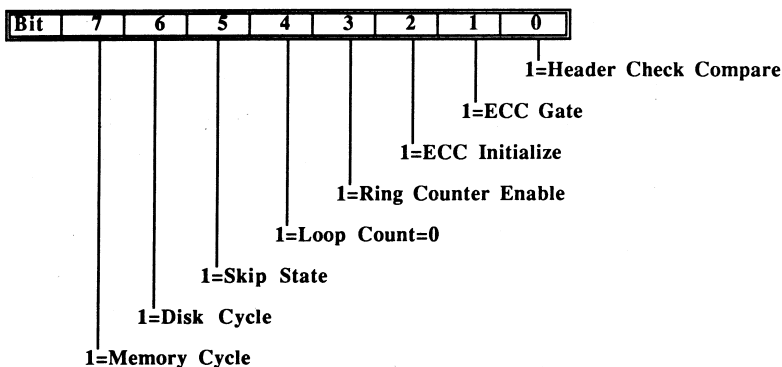 Bit 7 6 5 4 3 2 1 0
1=Header Check Compare
1=ECC Gate
1=ECC Initialize
1=Ring Counter Enable
1=Loop Count=0
1=Skip State
1=Disk Cycle
1=Memory Cycle